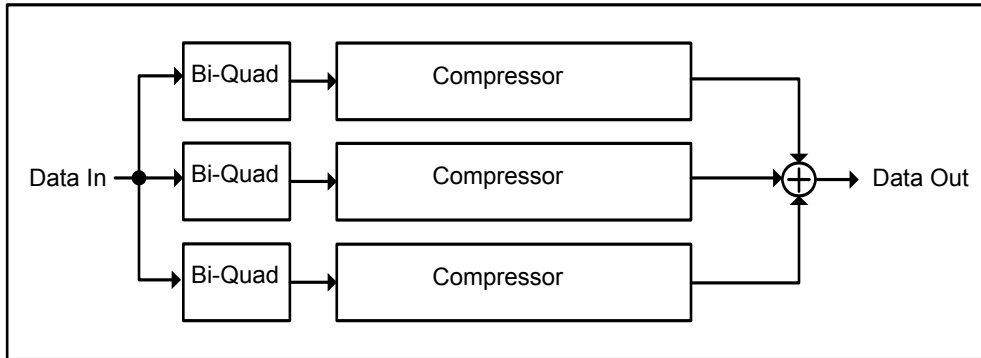 Bi-Quad Compressor
Data In Bi-Quad Compressor Data Out
Bi-Quad Compressor